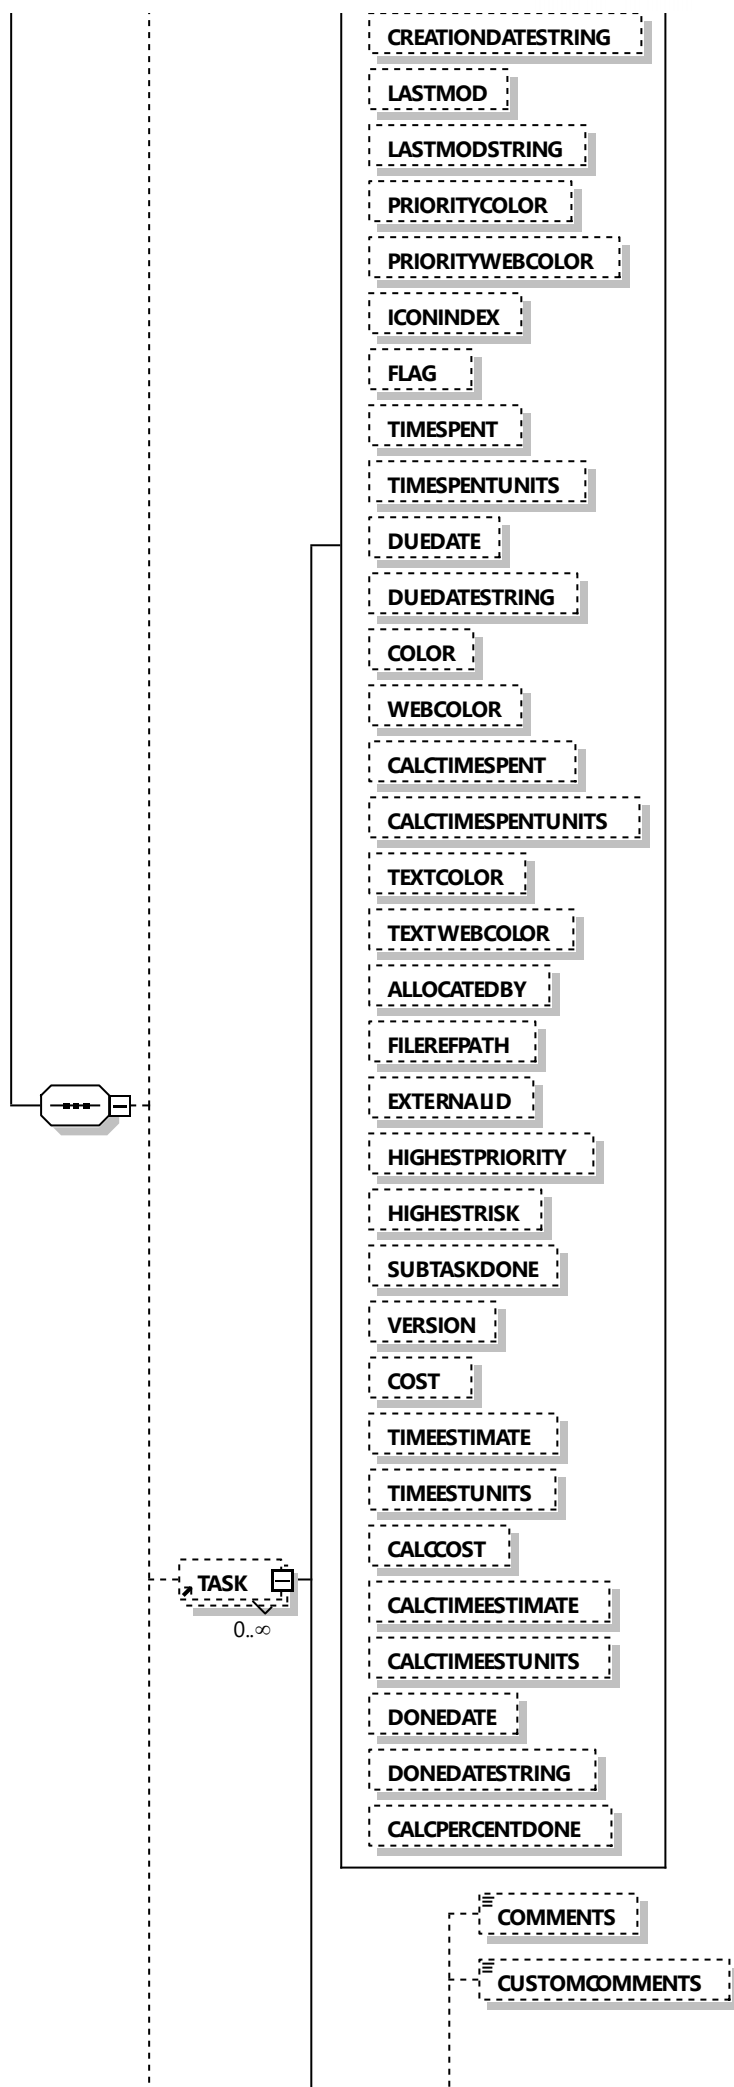 CREATIONDATESTRING
LASTMOD
LASTMODSTRING
PRIORITYCOLOR
PRIORITYWEBCOLOR
ICONINDEX
FLAG
TIMESPENT
TIMESPENTUNITS
DUEDATE
DUEDATESTRING
COLOR
WEBCOLOR
CALCTIMESPENT
CALCTIMESPENTUNITS
TEXTCOLOR
TEXTWEBCOLOR
ALLOCATEDBY
FILEREFPATH
EXTERNALID
HIGHESTPRIORITY
HIGHESTRISK
SUBTASKDONE
VERSION
COST
TIMEESTIMATE
TIMEESTUNITS
CALCCOST
TASK
0..∞
CALCTIMEESTIMATE
CALCTIMEESTUNITS
DONEDATE
DONEDATESTRING
CALCPERCENTDONE
COMMENTS
CUSTOMCOMMENTS